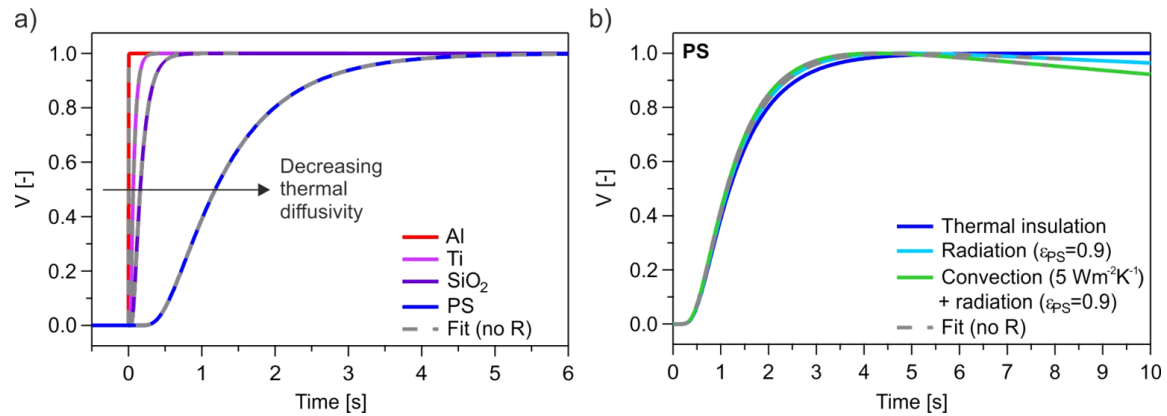 a)
1.0
0.8
0.6
0.4
0.2
0.0
V [-]
Decreasing
thermal
diffusivity
Al
Ti
SiO₂
PS
Fit (no R)
0 1 2 3 4 5 6
Time [s]
b)
PS
1.0
0.8
0.6
0.4
0.2
0.0
V [-]
Thermal insulation
Radiation (εPS=0.9)
Convection (5 Wm⁻²K⁻¹)
+ radiation (εPS=0.9)
Fit (no R)
0 1 2 3 4 5 6 7 8 9 10
Time [s]